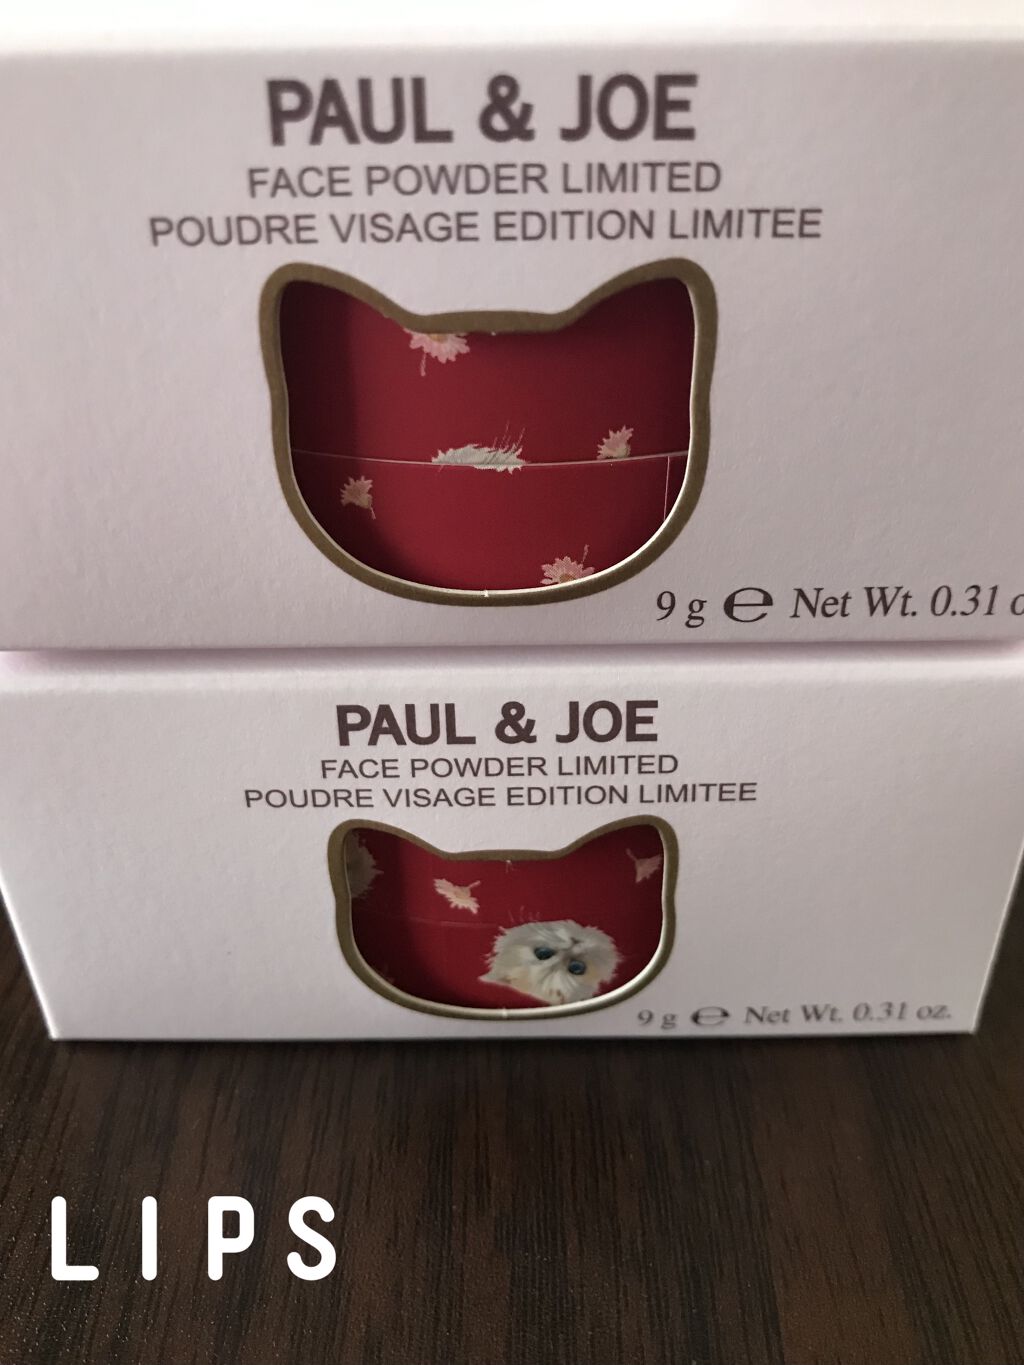 PAUL & JOE
FACE POWDER LIMITED
POUDRE VISAGE EDITION LIMITEE
9 g ℮ Net Wt. 0.31 o
PAUL & JOE
FACE POWDER LIMITED
POUDRE VISAGE EDITION LIMITEE
9 g ℮ Net Wt. 0.31 oz.
LIPS